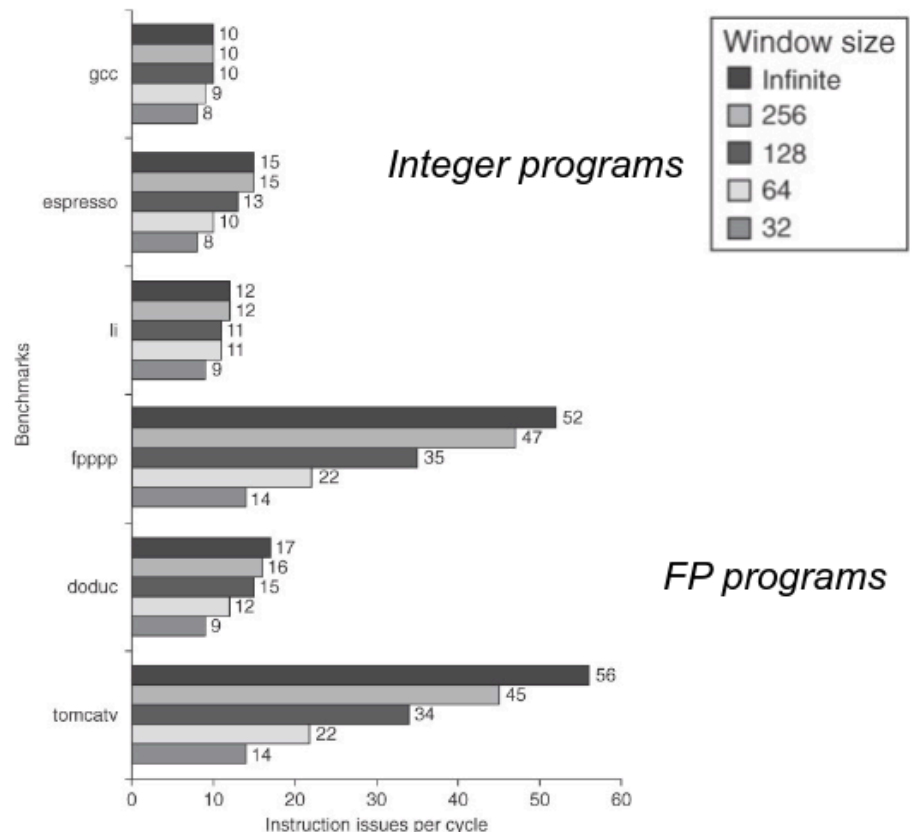 Window size
Infinite
256
128
64
32
Integer programs
FP programs
Benchmarks
gcc
10
10
10
9
8
espresso
15
15
13
10
8
li
12
12
11
11
9
fpppp
52
47
35
22
14
doduc
17
16
15
12
9
tomcatv
56
45
34
22
14
0 10 20 30 40 50 60
Instruction issues per cycle